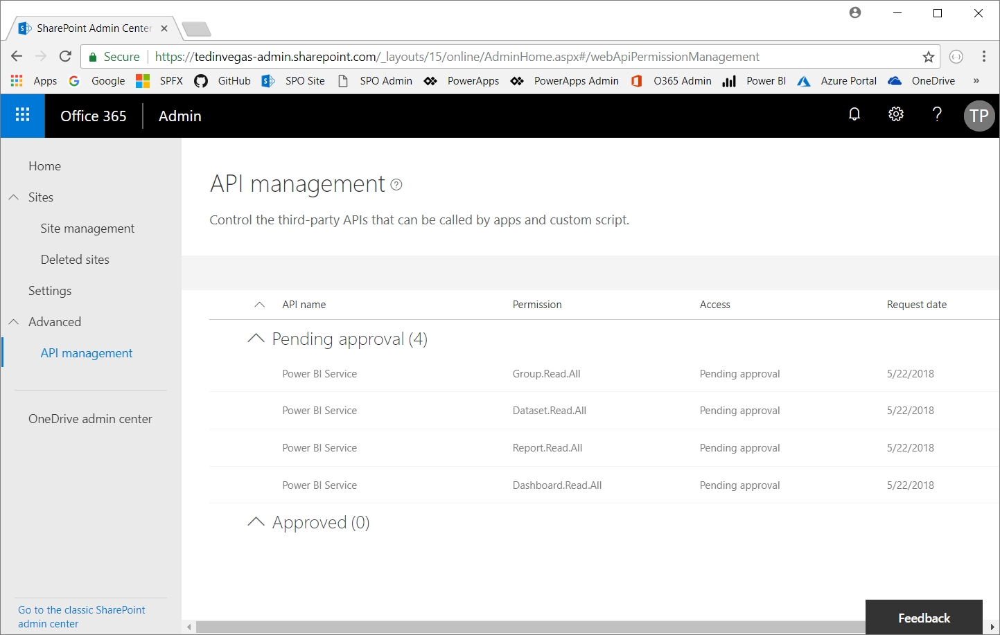 SharePoint Admin Center
Secure https://tedinvegas-admin.sharepoint.com/_layouts/15/online/AdminHome.aspx#/webApiPermissionManagement
Apps Google SPFX GitHub SPO Site SPO Admin PowerApps PowerApps Admin O365 Admin Power BI Azure Portal OneDrive »
Office 365 Admin ? TP
Home
Sites
Site management
Deleted sites
Settings
Advanced
API management
OneDrive admin center
Go to the classic SharePoint
admin center
API management ?
Control the third-party APIs that can be called by apps and custom script.
API name Permission Access Request date
Pending approval (4)
Power BI Service Group.Read.All Pending approval 5/22/2018
Power BI Service Dataset.Read.All Pending approval 5/22/2018
Power BI Service Report.Read.All Pending approval 5/22/2018
Power BI Service Dashboard.Read.All Pending approval 5/22/2018
Approved (0)
Feedback